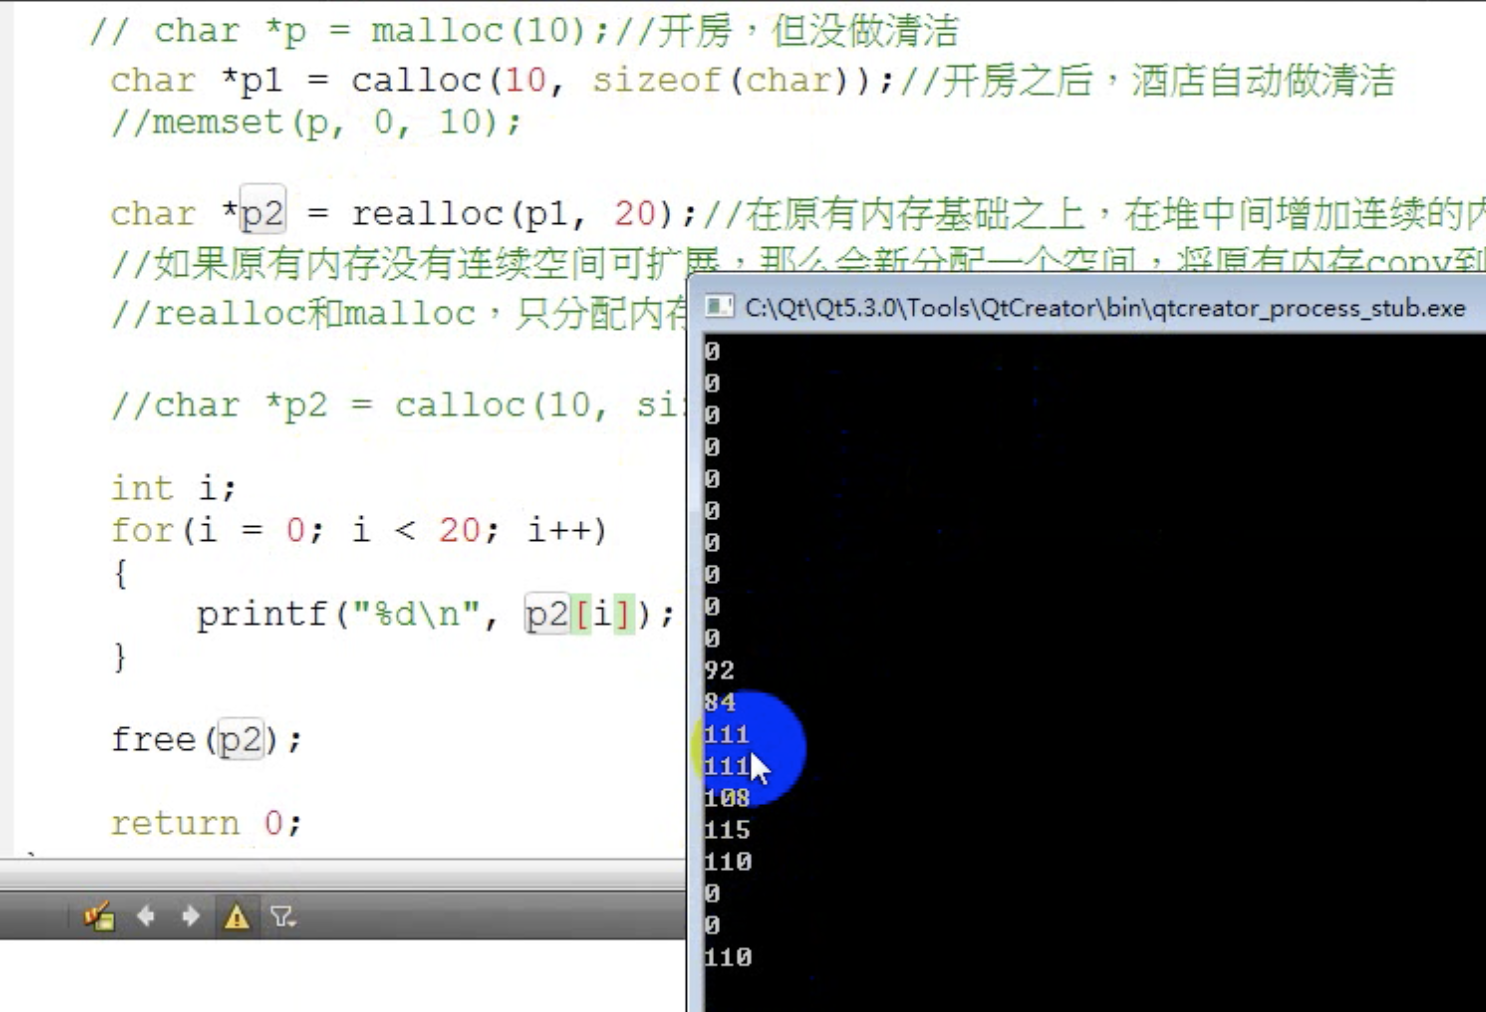 // char *p = malloc(10);//开房，但没做清洁
char *p1 = calloc(10, sizeof(char));//开房之后，酒店自动做清洁
//memset(p, 0, 10);
char *p2 = realloc(p1, 20);//在原有内存基础之上，在堆中间增加连续的内
//如果原有内存没有连续空间可扩展，那么会新分配一个空间，将原有内存copy到
//realloc和malloc，只分配内存
C:\Qt\Qt5.3.0\Tools\QtCreator\bin\qtcreator_process_stub.exe
//char *p2 = calloc(10, si
int i;
for(i = 0; i < 20; i++)
{
printf("%d\n", p2[i]);
}
free(p2);
return 0;
0
0
0
0
0
0
0
0
0
0
92
84
111
111
108
115
110
0
0
110